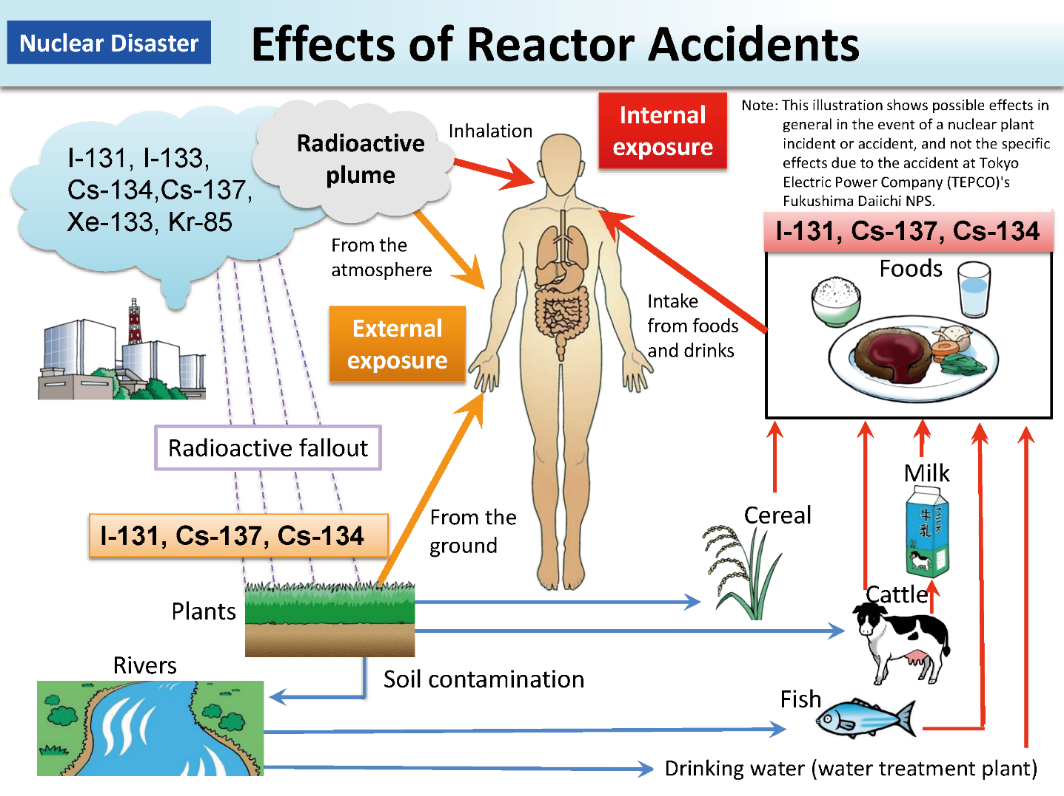 Nuclear Disaster
Effects of Reactor Accidents
I-131, I-133,
Cs-134,Cs-137,
Xe-133, Kr-85
Radioactive
plume
Inhalation
Internal
exposure
Note: This illustration shows possible effects in
general in the event of a nuclear plant
incident or accident, and not the specific
effects due to the accident at Tokyo
Electric Power Company (TEPCO)'s
Fukushima Daiichi NPS.
From the
atmosphere
External
exposure
Intake
from foods
and drinks
I-131, Cs-137, Cs-134
Foods
Radioactive fallout
I-131, Cs-137, Cs-134
From the
ground
Plants
Cereal
Milk
牛乳
Cattle
Rivers
Soil contamination
Fish
Drinking water (water treatment plant)